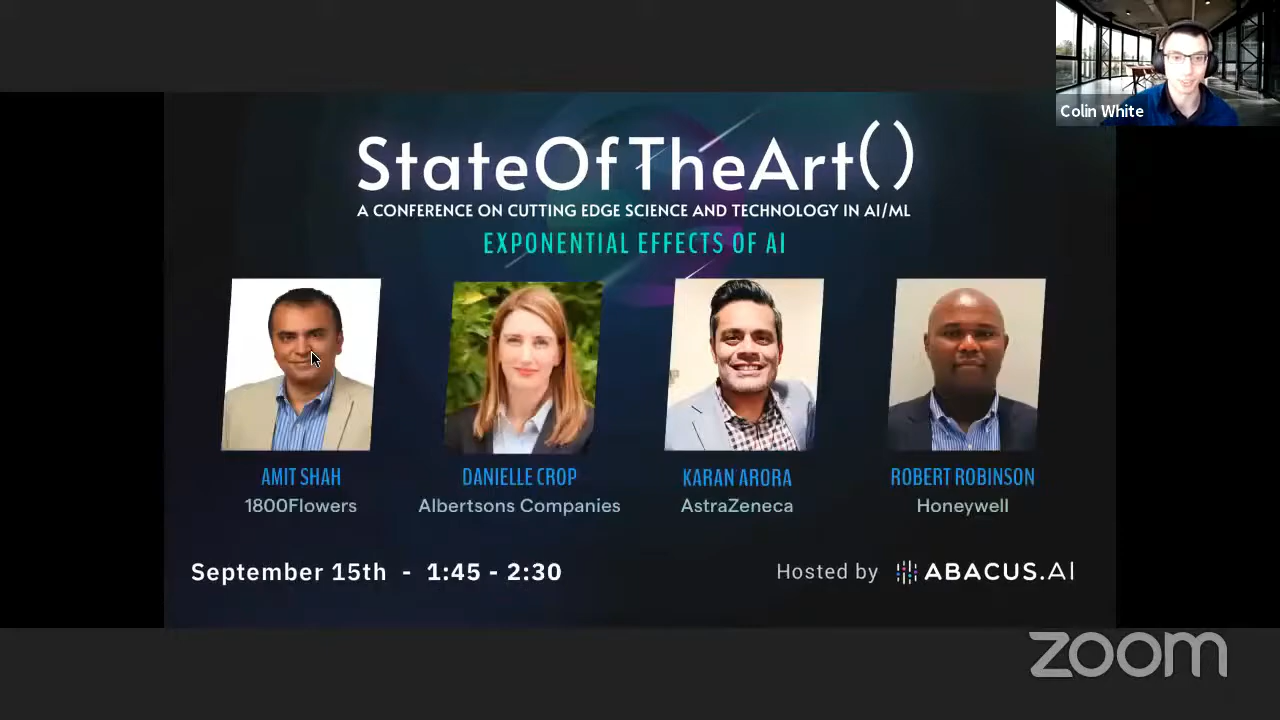 Colin White
StateOfTheArt()
A CONFERENCE ON CUTTING EDGE SCIENCE AND TECHNOLOGY IN AI/ML
EXPONENTIAL EFFECTS OF AI
AMIT SHAH
1800Flowers
DANIELLE CROP
Albertsons Companies
KARAN ARORA
AstraZeneca
ROBERT ROBINSON
Honeywell
September 15th - 1:45 - 2:30
Hosted by ABACUS.AI
zoom